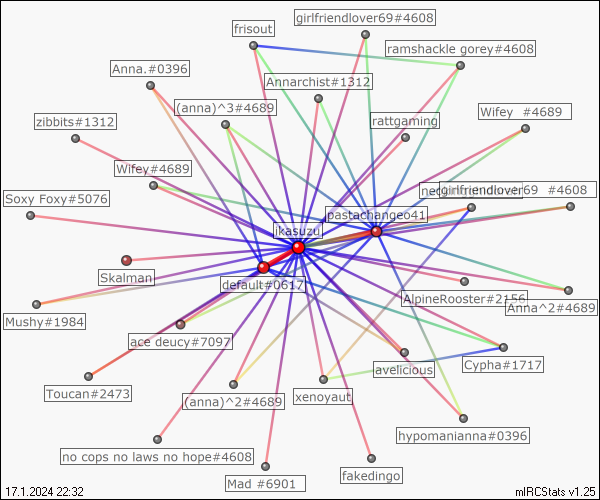 girlfriendlover69#4608
frisout
ramshackle gorey#4608
Anna.#0396
Annarchist#1312
(anna)^3#4689
Wifey #4689
zibbits#1312
rattgaming
Wifey#4689
girlfriendlover69 #4608
Soxy Foxy#5076
pastachangeo41
ikasuzu
Skalman
default#0617
AlpineRooster#2156
Anna^2#4689
Mushy#1984
ace deucy#7097
Cypha#1717
avelicious
Toucan#2473
(anna)^2#4689
xenoyaut
hypomanianna#0396
no cops no laws no hope#4608
fakedingo
Mad #6901
17.1.2024 22:32
mIRCStats v1.25